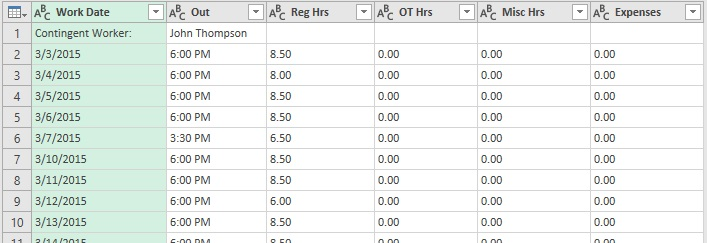 ABC Work Date ABC Out ABC Reg Hrs ABC OT Hrs ABC Misc Hrs ABC Expenses
1 Contingent Worker: John Thompson
2 3/3/2015 6:00 PM 8.50 0.00 0.00 0.00
3 3/4/2015 6:00 PM 8.00 0.00 0.00 0.00
4 3/5/2015 6:00 PM 8.50 0.00 0.00 0.00
5 3/6/2015 6:00 PM 8.50 0.00 0.00 0.00
6 3/7/2015 3:30 PM 6.50 0.00 0.00 0.00
7 3/10/2015 6:00 PM 8.50 0.00 0.00 0.00
8 3/11/2015 6:00 PM 8.50 0.00 0.00 0.00
9 3/12/2015 6:00 PM 6.00 0.00 0.00 0.00
10 3/13/2015 6:00 PM 8.50 0.00 0.00 0.00
11 3/14/2015 6:00 PM 8.50 0.00 0.00 0.00